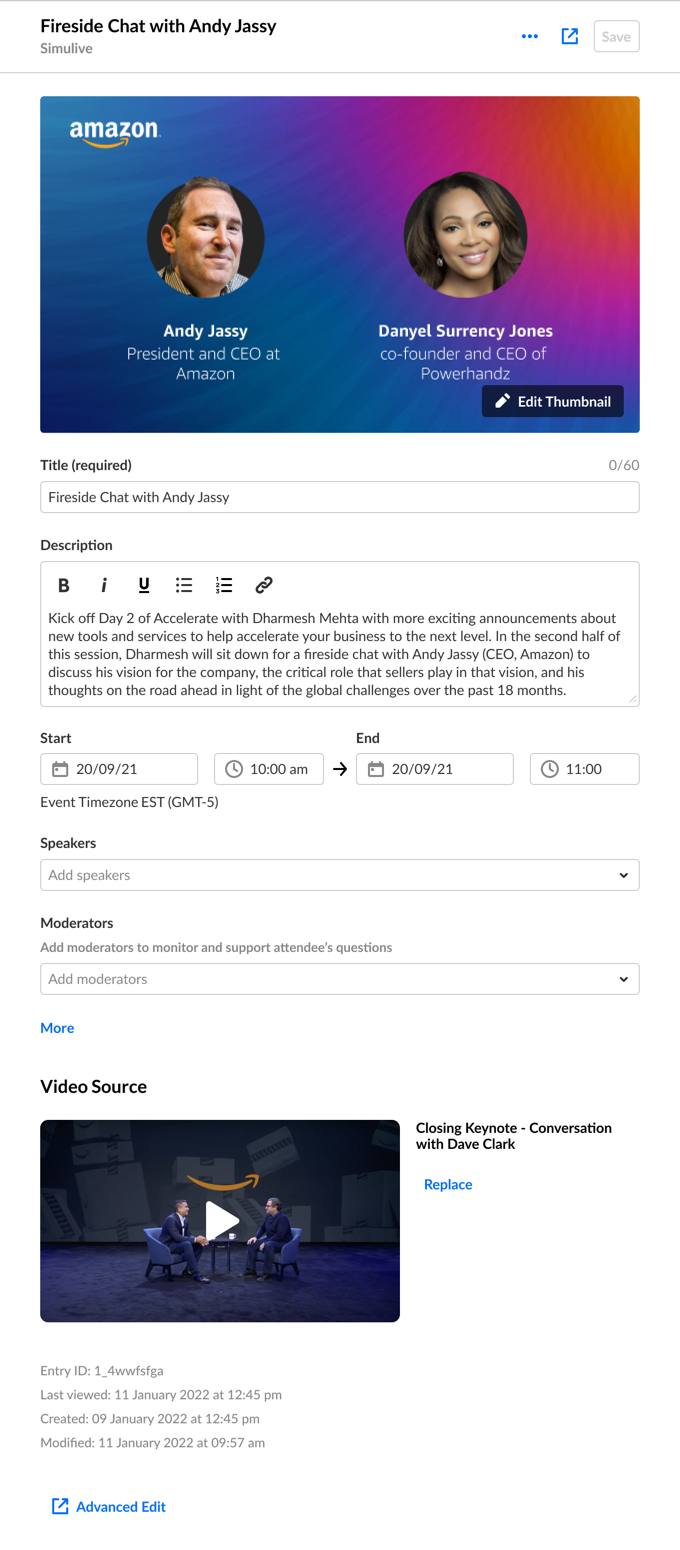 Fireside Chat with Andy Jassy
Simulive
Save
amazon
Andy Jassy
President and CEO at
Amazon
Danyel Surrency Jones
co-founder and CEO of
Powerhandz
Edit Thumbnail
Title (required)
0/60
Fireside Chat with Andy Jassy
Description
B i U
Kick off Day 2 of Accelerate with Dharmesh Mehta with more exciting announcements about
new tools and services to help accelerate your business to the next level. In the second half of
this session, Dharmesh will sit down for a fireside chat with Andy Jassy (CEO, Amazon) to
discuss his vision for the company, the critical role that sellers play in that vision, and his
thoughts on the road ahead in light of the global challenges over the past 18 months.
Start End
20/09/21 10:00 am 20/09/21 11:00
Event Timezone EST (GMT-5)
Speakers
Add speakers
Moderators
Add moderators to monitor and support attendee's questions
Add moderators
More
Video Source
Closing Keynote - Conversation
with Dave Clark
Replace
Entry ID: 1_4wwfsfga
Last viewed: 11 January 2022 at 12:45 pm
Created: 09 January 2022 at 12:45 pm
Modified: 11 January 2022 at 09:57 am
Advanced Edit